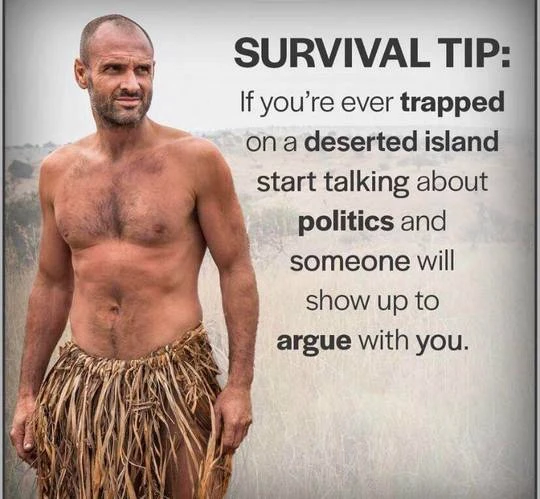 SURVIVAL TIP:
If you're ever trapped
on a deserted island
start talking about
politics and
someone will
show up to
argue with you.